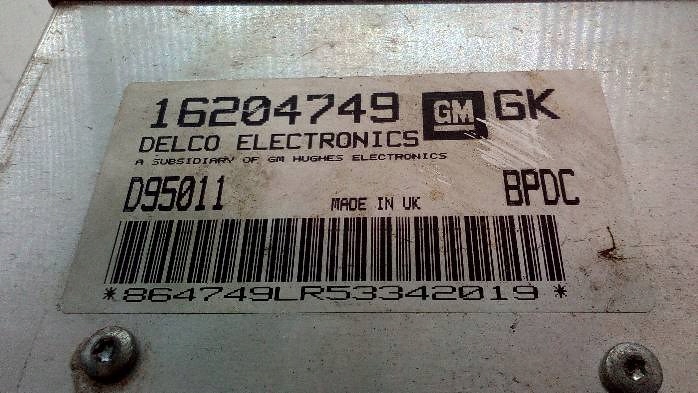 16204749 GM GK
DELCO ELECTRONICS
A SUBSIDIARY OF GM HUGHES ELECTRONICS
D95011 MADE IN UK BPDC
*864749LR53342019*